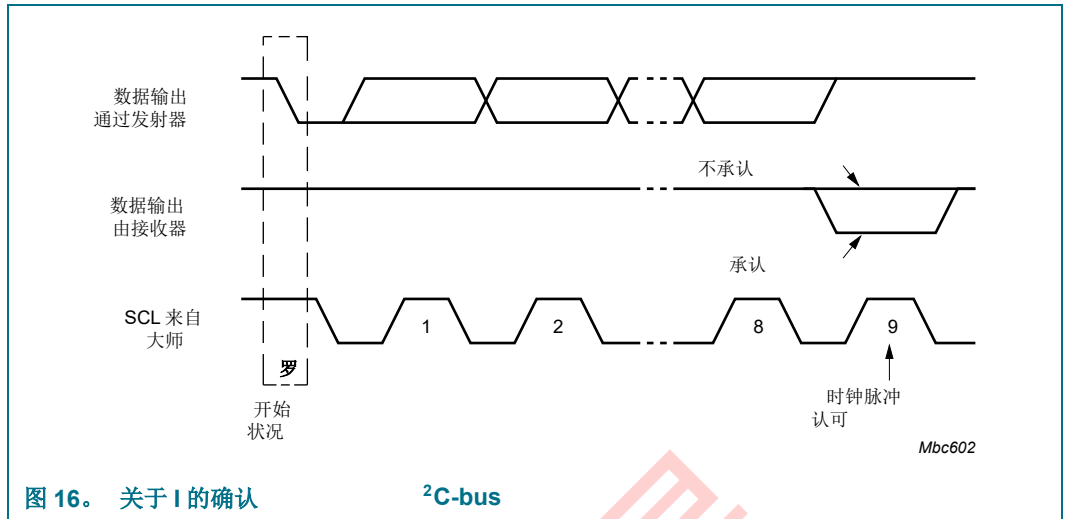 数据输出
通过发射器
不承认
数据输出
由接收器
承认
SCL 来自
大师
1
2
8
9
罗
开始
状况
时钟脉冲
认可
Mbc602
图 16。 关于 I 的确认 ²C-bus